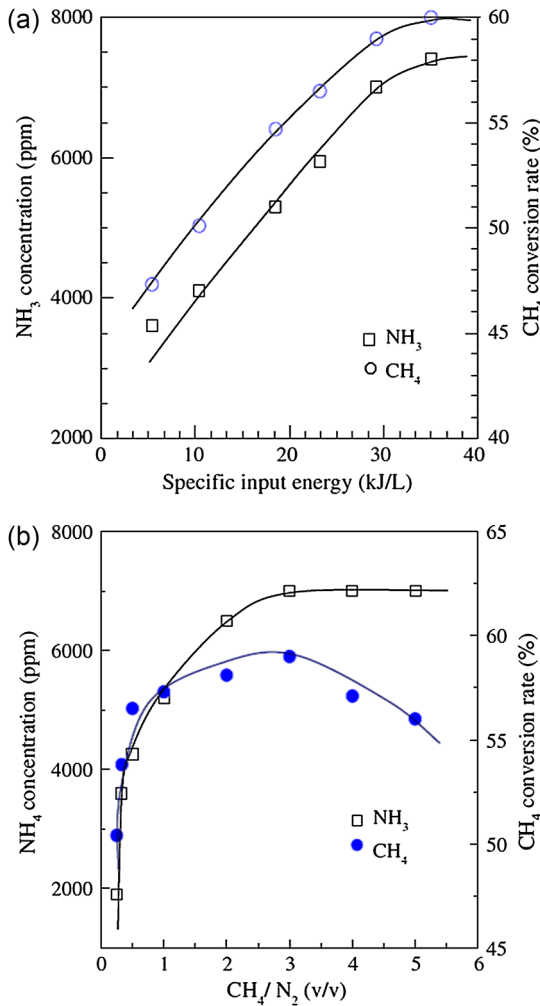 (a)
8000
6000
4000
2000
NH₃ concentration (ppm)
60
55
50
45
40
CH₄ conversion rate (%)
NH₃
CH₄
0 10 20 30 40
Specific input energy (kJ/L)
(b)
8000
6000
4000
2000
NH₄ concentration (ppm)
65
60
55
50
45
CH₄ conversion rate (%)
NH₃
CH₄
0 1 2 3 4 5 6
CH₄/ N₂ (v/v)